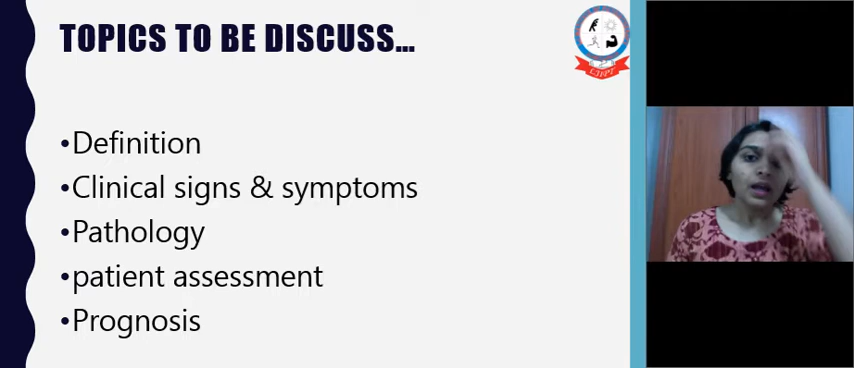 TOPICS TO BE DISCUSS...
•Definition
•Clinical signs & symptoms
•Pathology
•patient assessment
•Prognosis